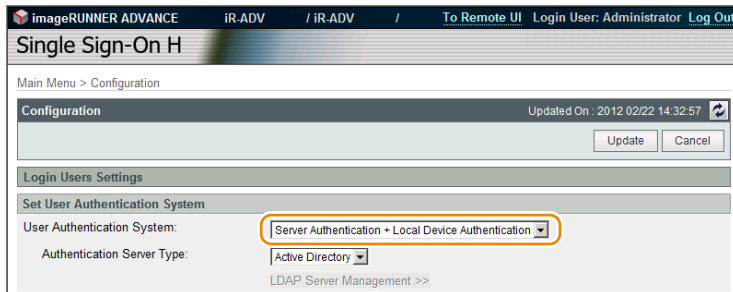 imageRUNNER ADVANCE iR-ADV / iR-ADV / To Remote UI Login User: Administrator Log Out
Single Sign-On H
Main Menu > Configuration
Configuration Updated On : 2012 02/22 14:32:57
Update Cancel
Login Users Settings
Set User Authentication System
User Authentication System: Server Authentication + Local Device Authentication
Authentication Server Type: Active Directory
LDAP Server Management >>